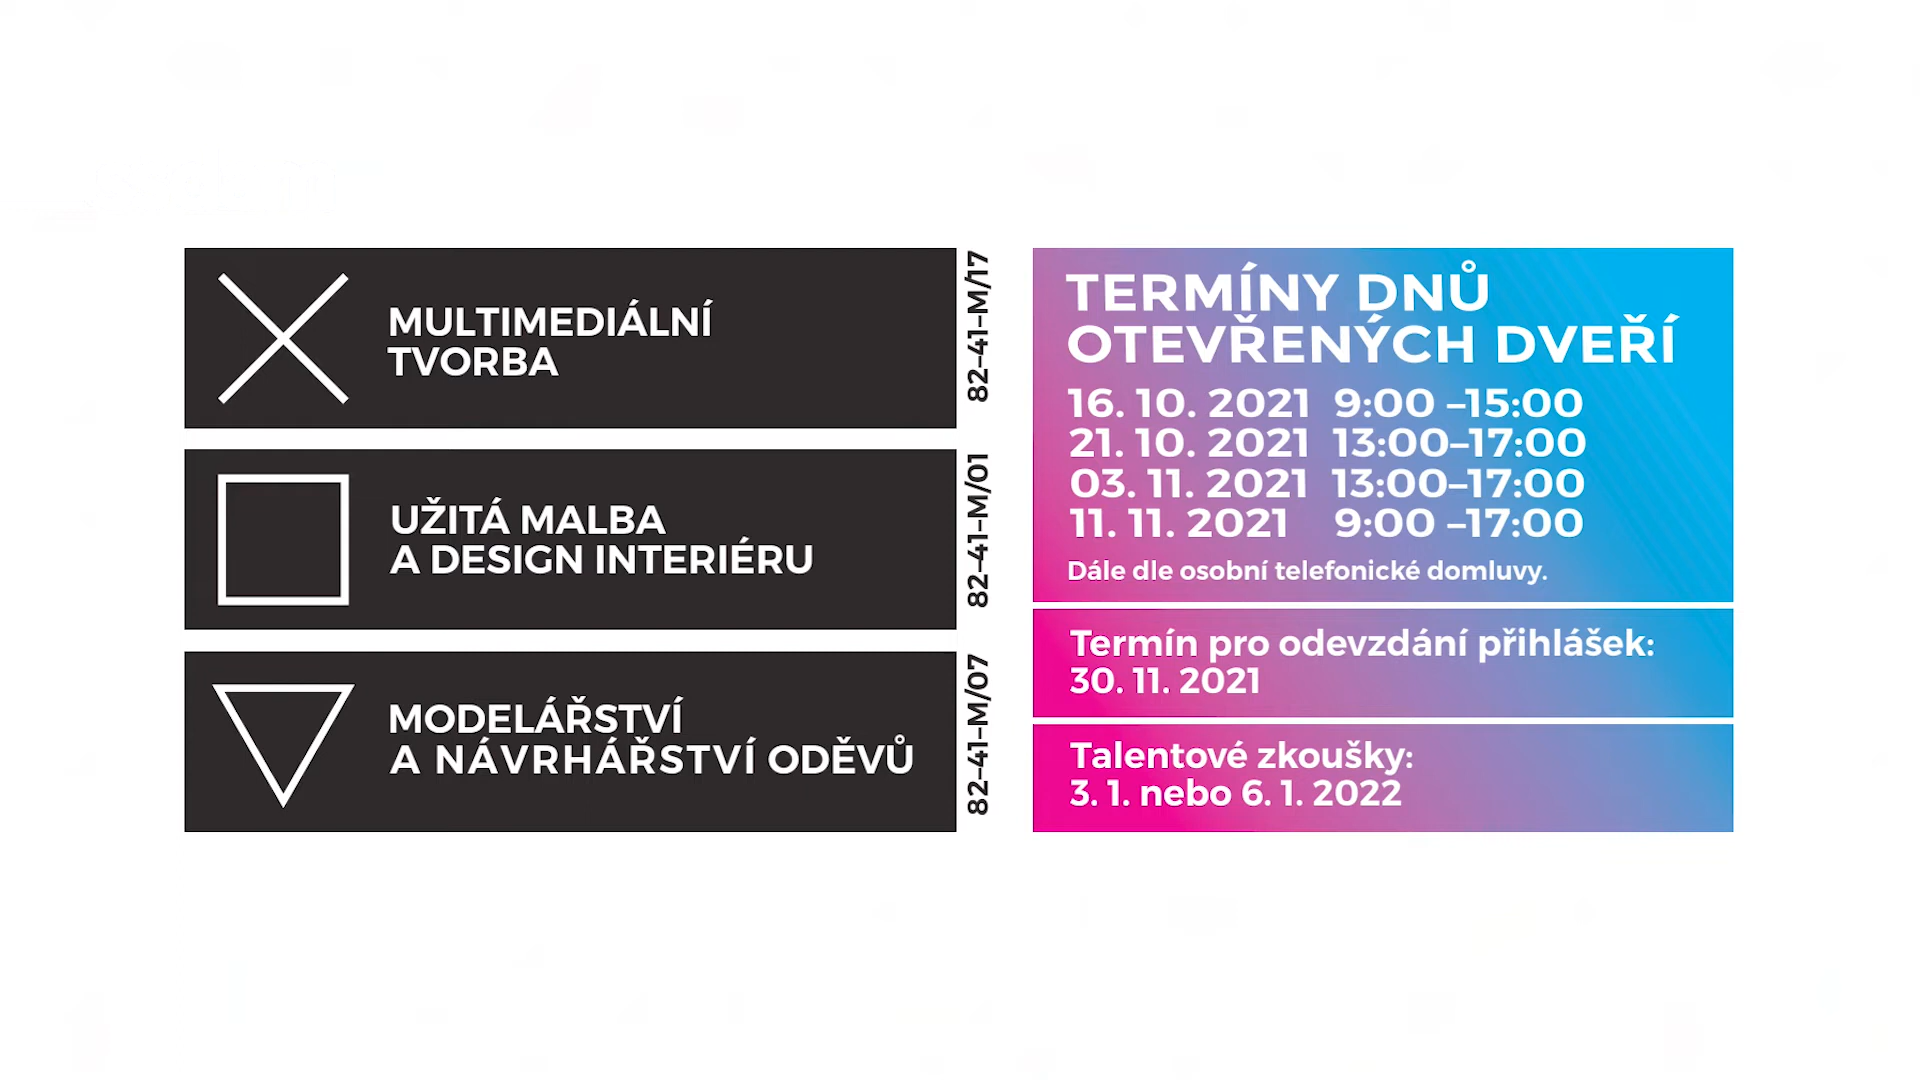 MULTIMEDIÁLNÍ
TVORBA
82-41-M/17
UŽITÁ MALBA
A DESIGN INTERIÉRU
82-41-M/01
MODELÁŘSTVÍ
A NÁVRHÁŘSTVÍ ODĚVŮ
82-41-M/07
TERMÍNY DNŮ
OTEVŘENÝCH DVEŘÍ
16. 10. 2021 9:00 –15:00
21. 10. 2021 13:00–17:00
03. 11. 2021 13:00–17:00
11. 11. 2021 9:00 –17:00
Dále dle osobní telefonické domluvy.
Termín pro odevzdání přihlášek:
30. 11. 2021
Talentové zkoušky:
3. 1. nebo 6. 1. 2022